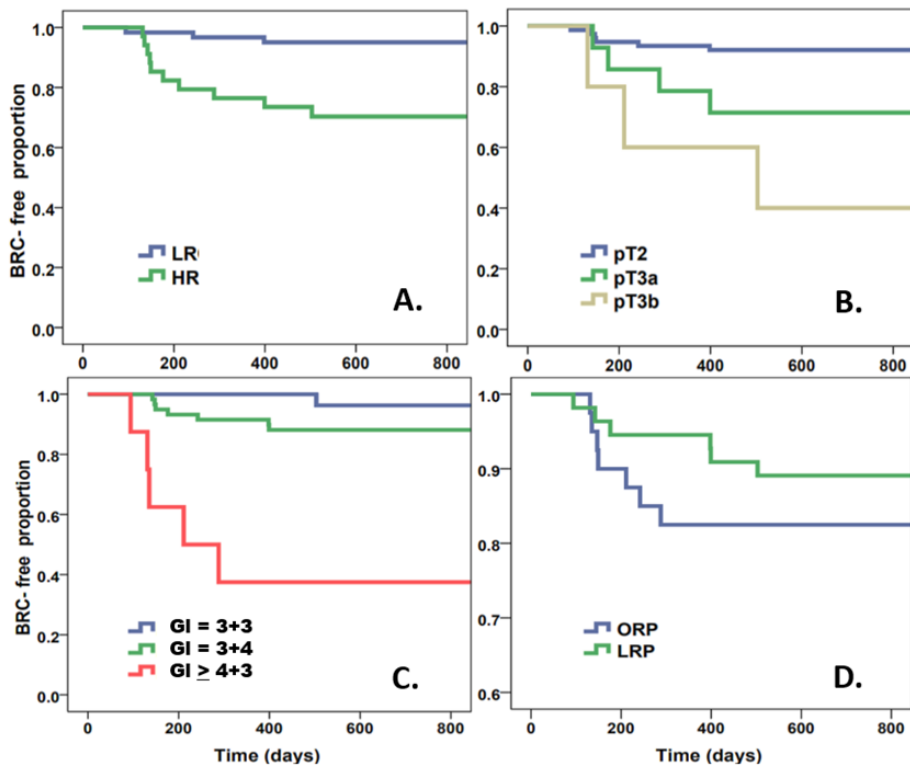 1.0
0.8
0.6
0.4
0.2
0.0
BRC- free proportion
LR
HR
A.
0 200 400 600 800
1.0
0.8
0.6
0.4
0.2
0.0
pT2
pT3a
pT3b
B.
0 200 400 600 800
1.0
0.8
0.6
0.4
0.2
0.0
BRC- free proportion
Gl = 3+3
Gl = 3+4
Gl ≥ 4+3
C.
0 200 400 600 800
Time (days)
1.0
0.9
0.8
0.7
0.6
ORP
LRP
D.
0 200 400 600 800
Time (days)